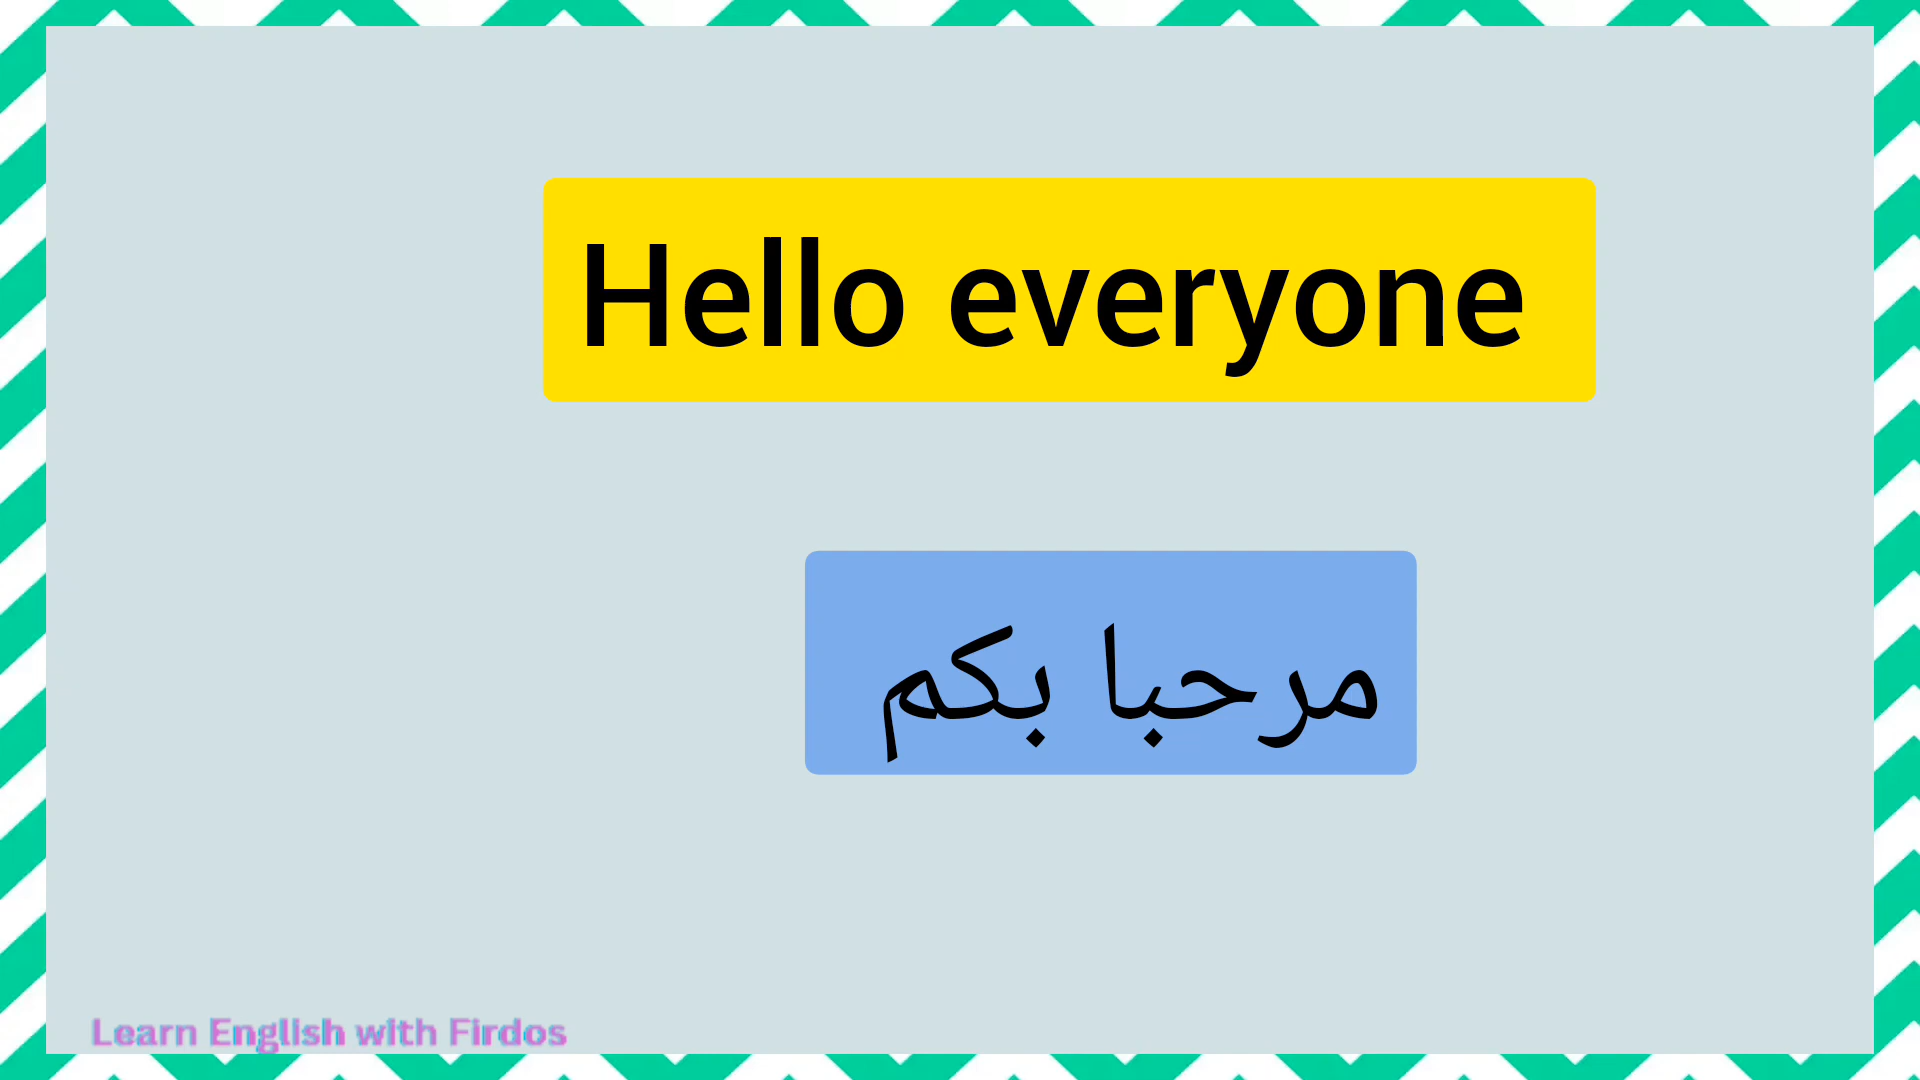 Hello everyone
مرحبا بكم
Learn English with Firdos